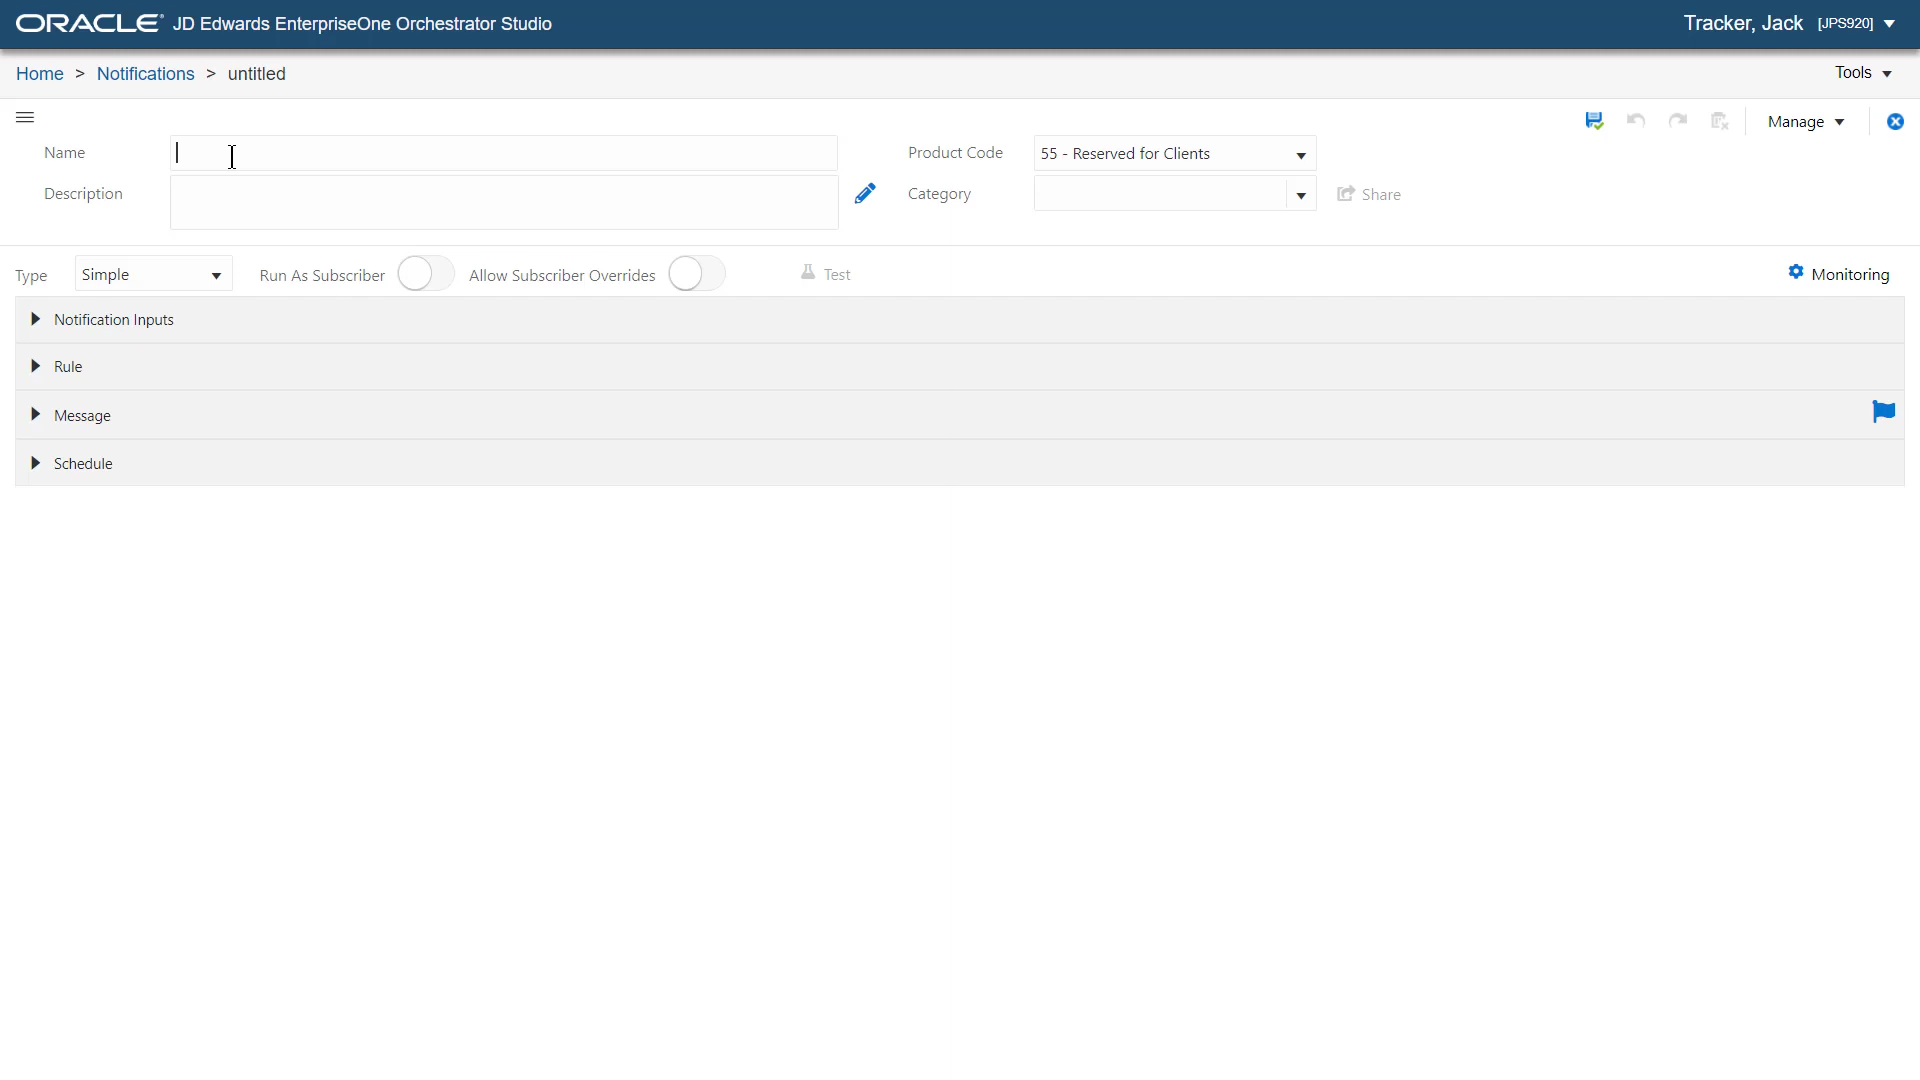 ORACLE® JD Edwards EnterpriseOne Orchestrator Studio
Tracker, Jack [JPS920]
Home > Notifications > untitled
Tools
Manage
Name
Product Code 55 - Reserved for Clients
Description
Category
Share
Type Simple Run As Subscriber Allow Subscriber Overrides Test Monitoring
Notification Inputs
Rule
Message
Schedule